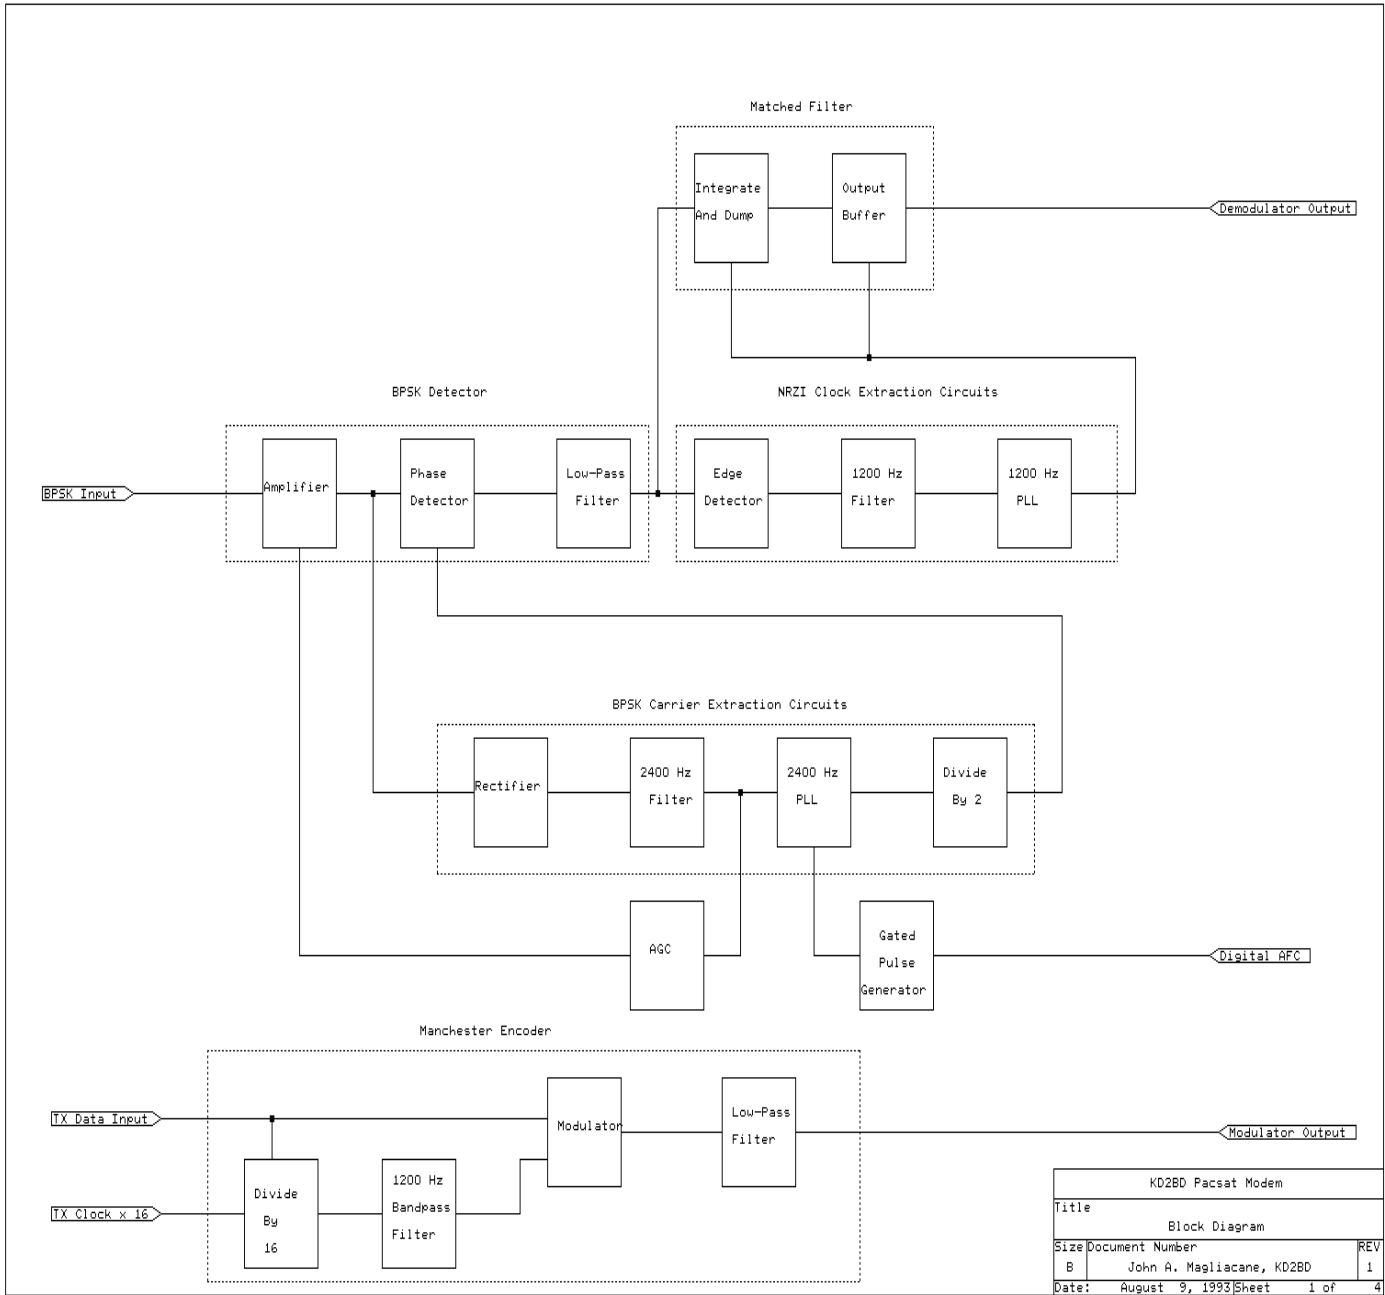 Matched Filter
Integrate
And Dump
Output
Buffer
Demodulator Output
BPSK Detector
NRZI Clock Extraction Circuits
BPSK Input
Amplifier
Phase
Detector
Low-Pass
Filter
Edge
Detector
1200 Hz
Filter
1200 Hz
PLL
BPSK Carrier Extraction Circuits
Rectifier
2400 Hz
Filter
2400 Hz
PLL
Divide
By 2
AGC
Gated
Pulse
Generator
Digital AFC
Manchester Encoder
TX Data Input
Modulator
Low-Pass
Filter
Modulator Output
TX Clock x 16
Divide
By
16
1200 Hz
Bandpass
Filter
KD2BD Pacsat Modem
Title
Block Diagram
Size Document Number REV
B John A. Magliacane, KD2BD 1
Date: August 9, 1993 Sheet 1 of 4